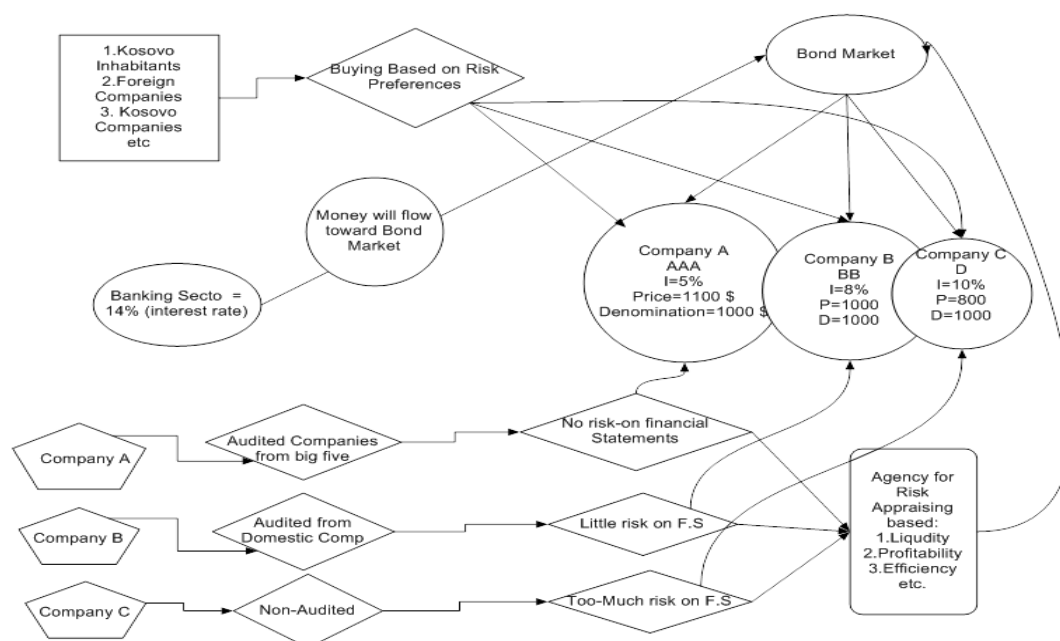 1.Kosovo
Inhabitants
2.Foreign
Companies
3. Kosovo
Companies
etc
Buying Based on Risk
Preferences
Bond Market
Money will flow
toward Bond
Market
Banking Secto =
14% (interest rate)
Company A
AAA
I=5%
Price=1100 $
Denomination=1000 $
Company B
BB
I=8%
P=1000
D=1000
Company C
D
I=10%
P=800
D=1000
Company A
Audited Companies
from big five
No risk-on financial
Statements
Company B
Audited from
Domestic Comp
Little risk on F.S
Company C
Non-Audited
Too-Much risk on F.S
Agency for
Risk
Appraising
based:
1.Liqudity
2.Profitability
3.Efficiency
etc.